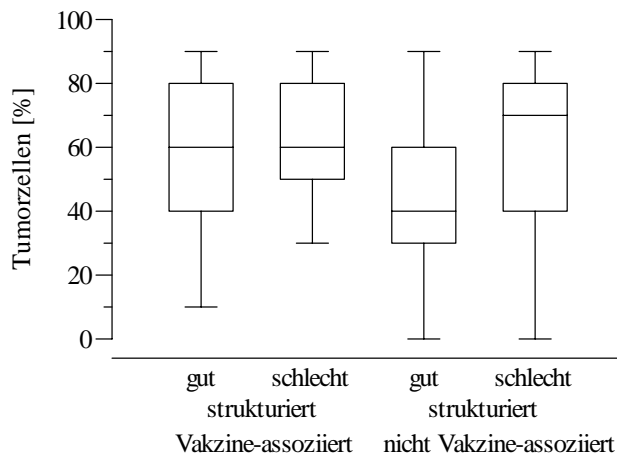 100
80
60
40
20
0
Tumorzellen [%]
gut schlecht gut schlecht
strukturiert strukturiert
Vakzine-assoziiert nicht Vakzine-assoziiert